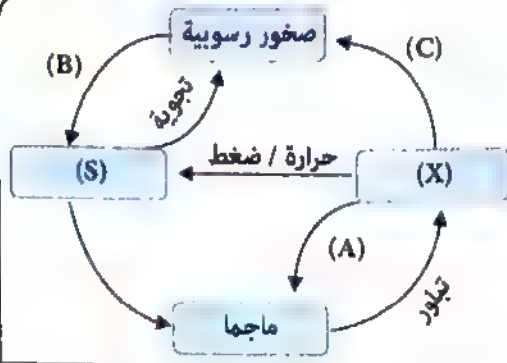 صخور رسوبية
(C)
(B)
تجوية
حرارة / ضغط
(S)
(X)
(A)
تبلور
ماجما